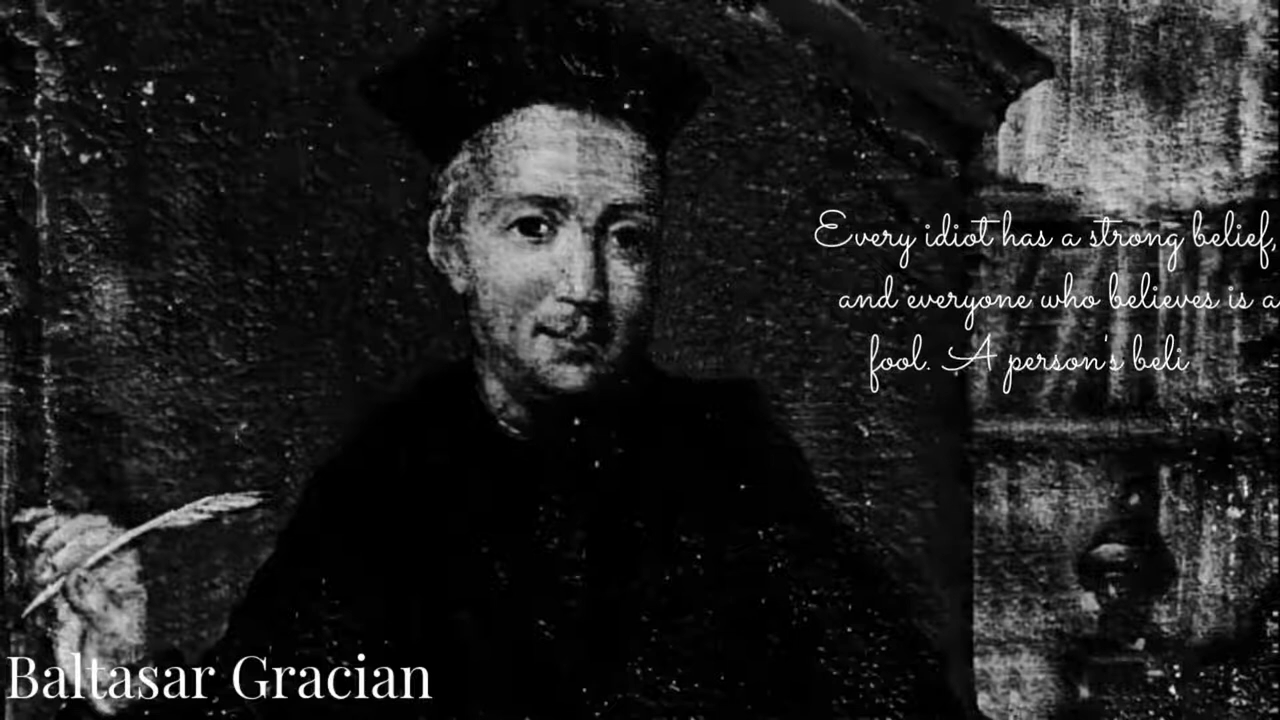 Every idiot has a strong belief,
and everyone who believes is a
fool. A person's beli
Baltasar Gracian